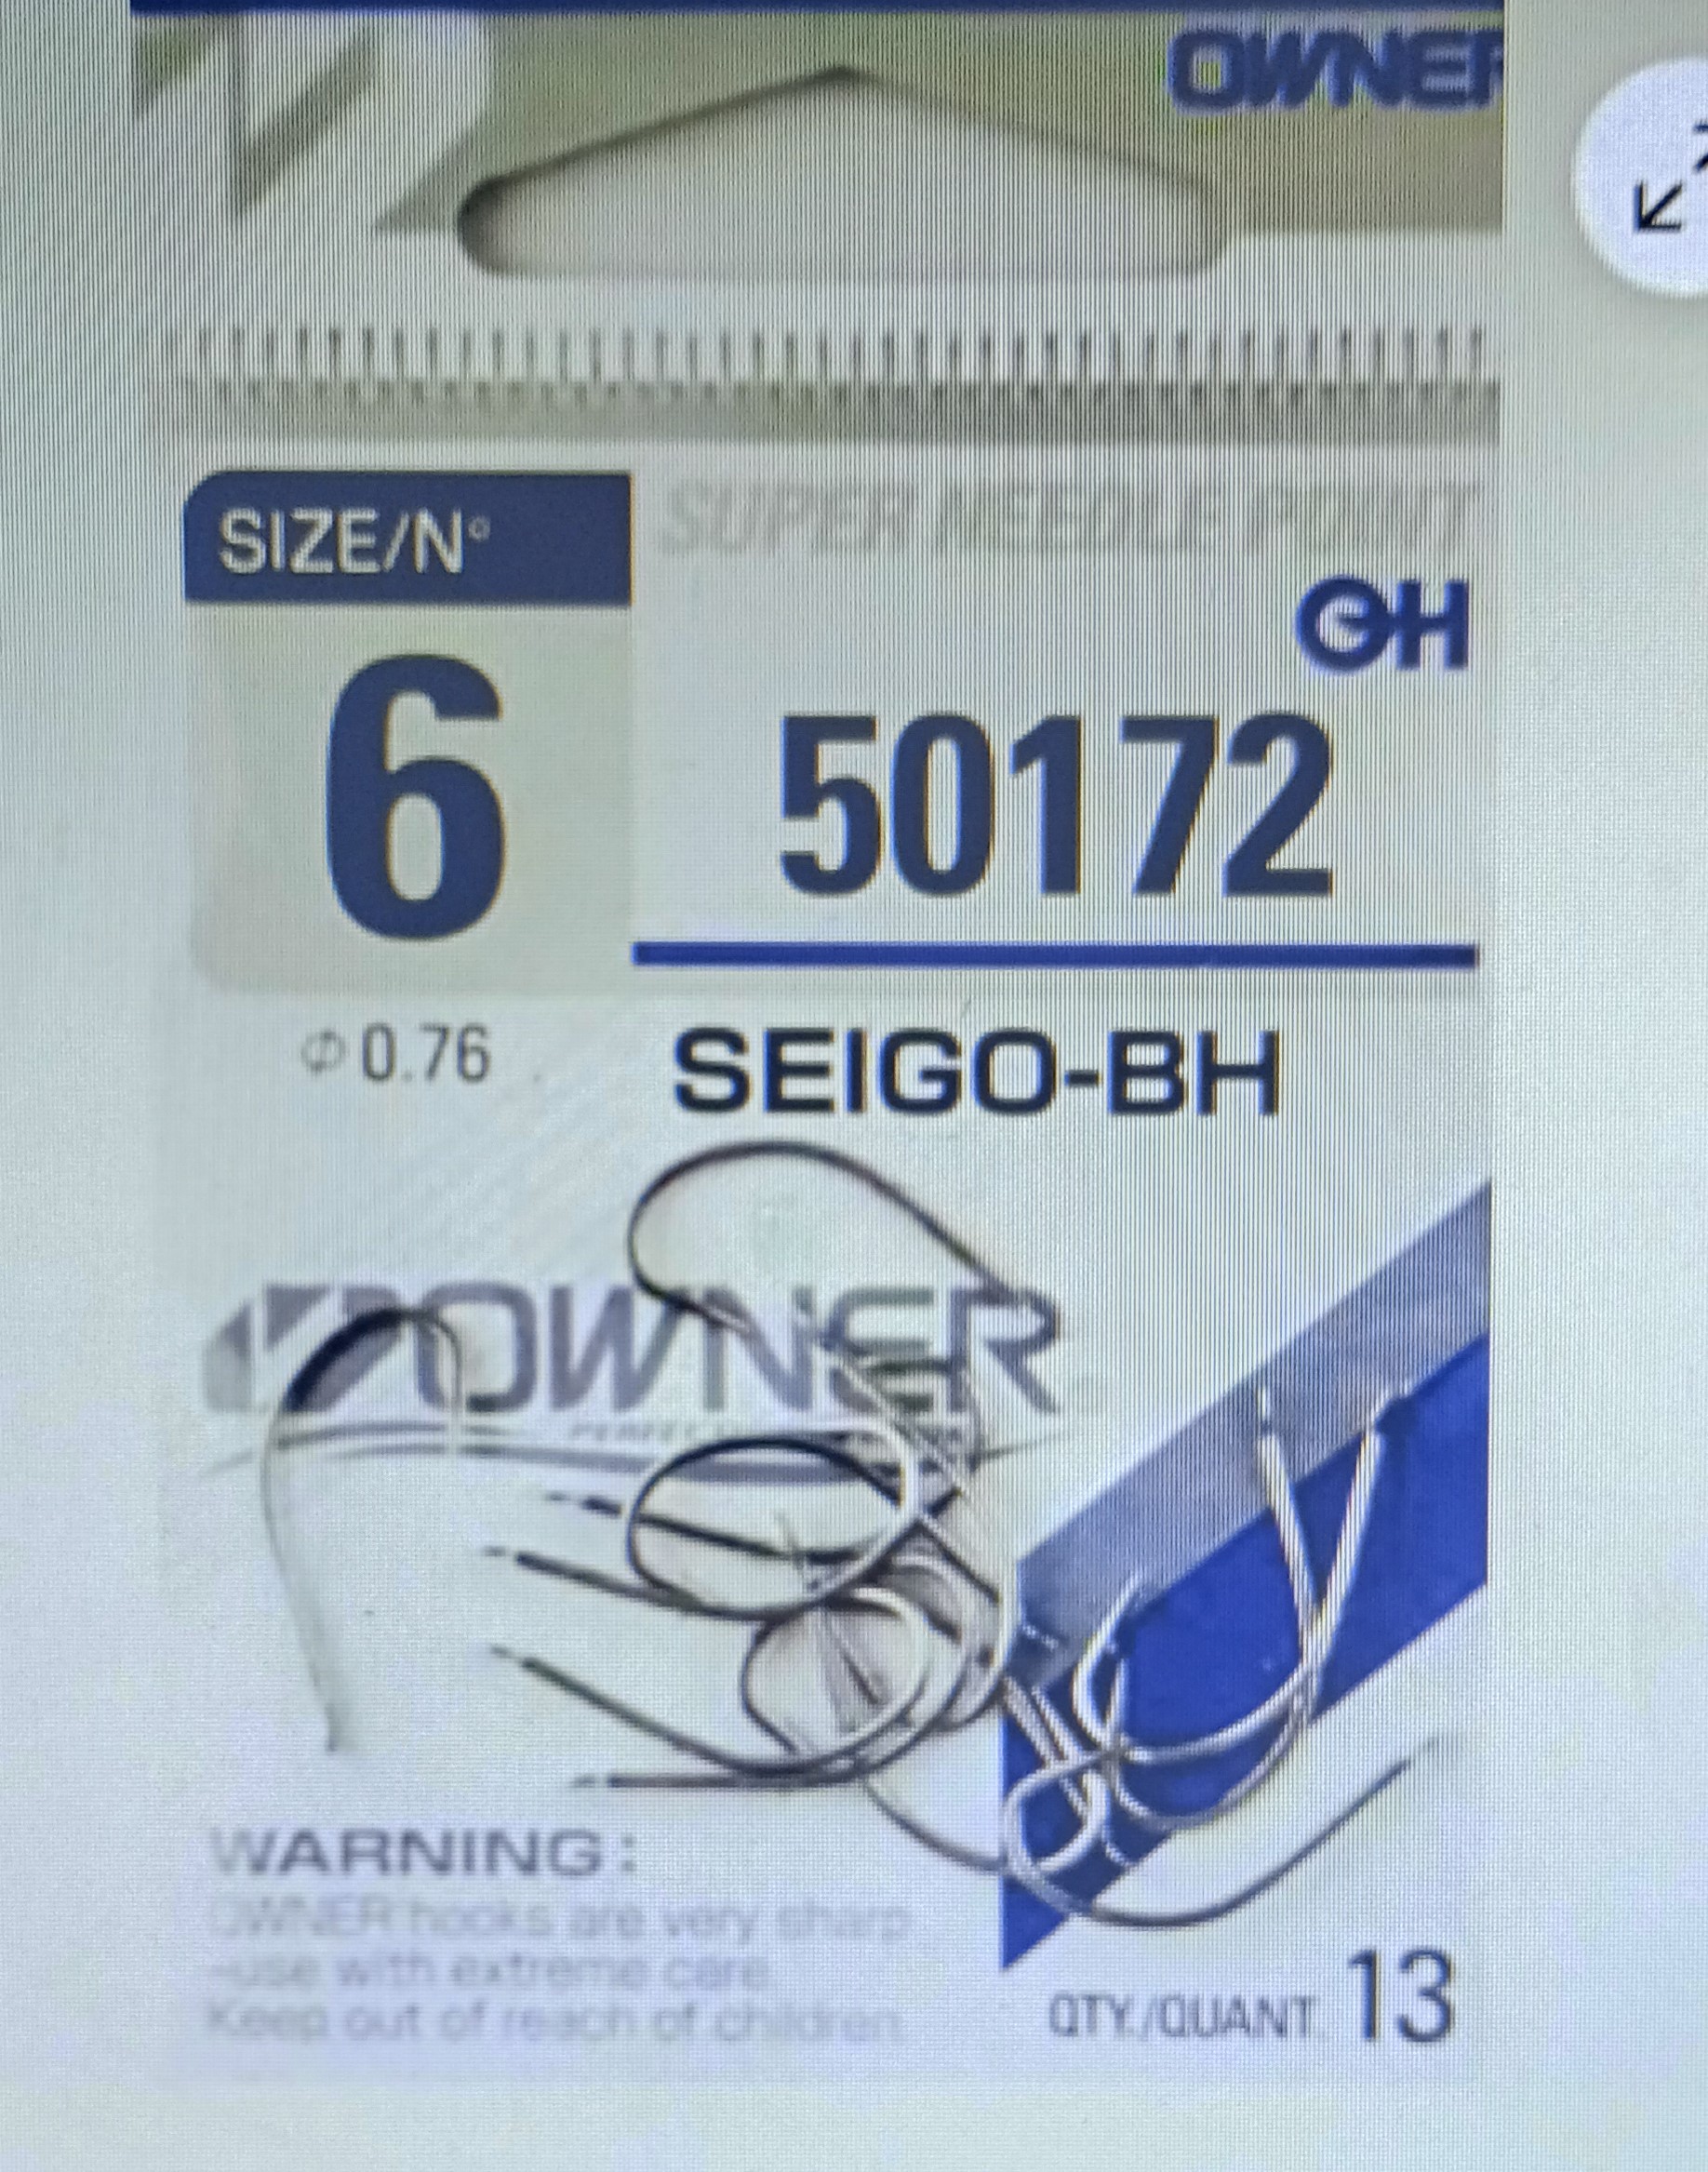 OWNER
SIZE/N°
SUPER NEEDLE POINT
OH
6
50172
Φ 0.76
SEIGO-BH
OWNER
WARNING:
OWNER hooks are very sharp
-use with extreme care.
Keep out of reach of children
QTY./QUANT. 13